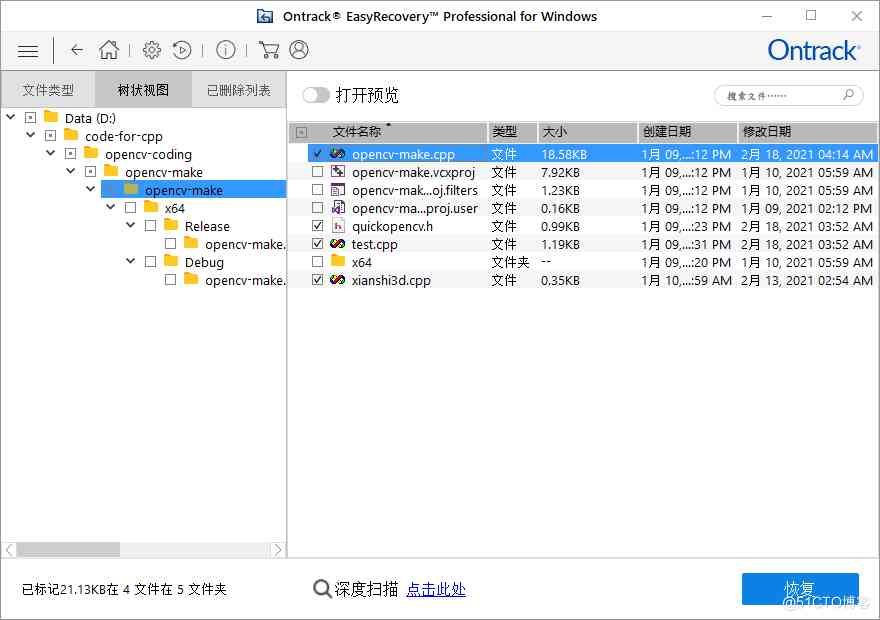 Ontrack® EasyRecovery™ Professional for Windows
Ontrack
文件类型 树状视图 已删除列表
打开预览
搜索文件······
文件名称 类型 大小 创建日期 修改日期
Data (D:)
code-for-cpp
opencv-coding
opencv-make
opencv-make
x64
Release
opencv-make.
Debug
opencv-make.
opencv-make.cpp 文件 18.58KB 1月 09,...:12 PM 2月 18, 2021 04:14 AM
opencv-make.vcxproj 文件 7.92KB 1月 09,...:12 PM 1月 10, 2021 05:59 AM
opencv-mak...oj.filters 文件 1.23KB 1月 09,...:12 PM 1月 10, 2021 05:59 AM
opencv-ma...proj.user 文件 0.16KB 1月 09,...:12 PM 1月 09, 2021 02:12 PM
quickopencv.h 文件 0.99KB 1月 09,...:23 PM 2月 18, 2021 03:52 AM
test.cpp 文件 1.19KB 1月 09,...:31 PM 2月 18, 2021 03:52 AM
x64 文件夹 -- 1月 09,...:20 PM 1月 10, 2021 05:59 AM
xianshi3d.cpp 文件 0.35KB 1月 10,...:59 AM 2月 13, 2021 02:54 AM
已标记21.13KB在 4 文件在 5 文件夹
深度扫描 点击此处
恢复
@51CTO博客